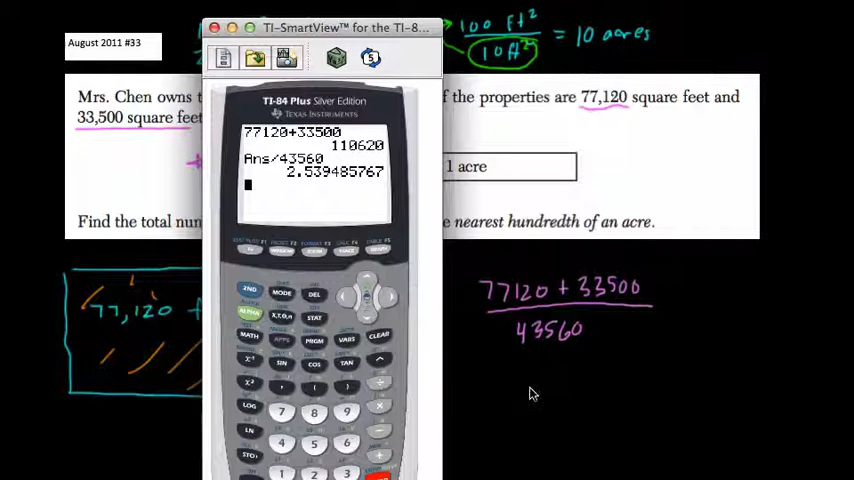 TI-SmartView™ for the TI-8...
100 ft²
10 ft²
= 10 acres
August 2011 #33
5
Mrs. Chen owns t
f the properties are 77,120 square feet and
33,500 square feet
1 acre
Find the total num
e nearest hundredth of an acre.
TI-84 Plus Silver Edition
TEXAS INSTRUMENTS
77120+33500
110620
Ans/43560
2.539485767
77,120 +
77120 + 33500
43560
2ND
MODE
DEL
ALPHA
X,T,Θ,n
STAT
MATH
APPS
PRGM
VARS
CLEAR
x⁻¹
SIN
COS
TAN
^
x²
,
(
)
÷
LOG
7
8
9
×
LN
4
5
6
−
STO›
1
2
3
+